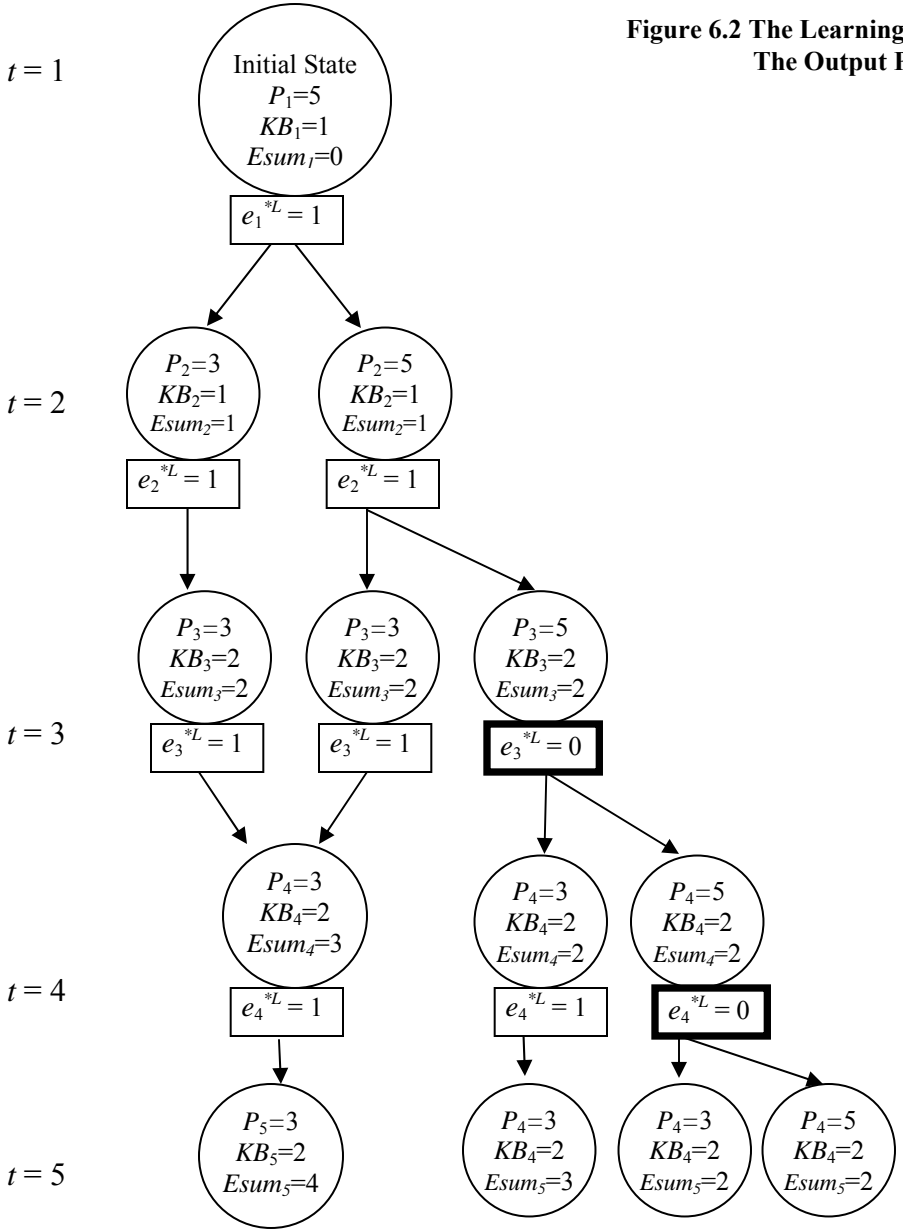 Figure 6.2 The Learning
The Output
t = 1
Initial State
P₁=5
KB₁=1
Esum₁=0
e₁*ᴸ = 1
t = 2
P₂=3
KB₂=1
Esum₂=1
e₂*ᴸ = 1
P₂=5
KB₂=1
Esum₂=1
e₂*ᴸ = 1
t = 3
P₃=3
KB₃=2
Esum₃=2
e₃*ᴸ = 1
P₃=3
KB₃=2
Esum₃=2
e₃*ᴸ = 1
P₃=5
KB₃=2
Esum₃=2
e₃*ᴸ = 0
t = 4
P₄=3
KB₄=2
Esum₄=3
e₄*ᴸ = 1
P₄=3
KB₄=2
Esum₄=2
e₄*ᴸ = 1
P₄=5
KB₄=2
Esum₄=2
e₄*ᴸ = 0
t = 5
P₅=3
KB₅=2
Esum₅=4
P₄=3
KB₄=2
Esum₅=3
P₄=3
KB₄=2
Esum₅=2
P₄=5
KB₄=2
Esum₅=2